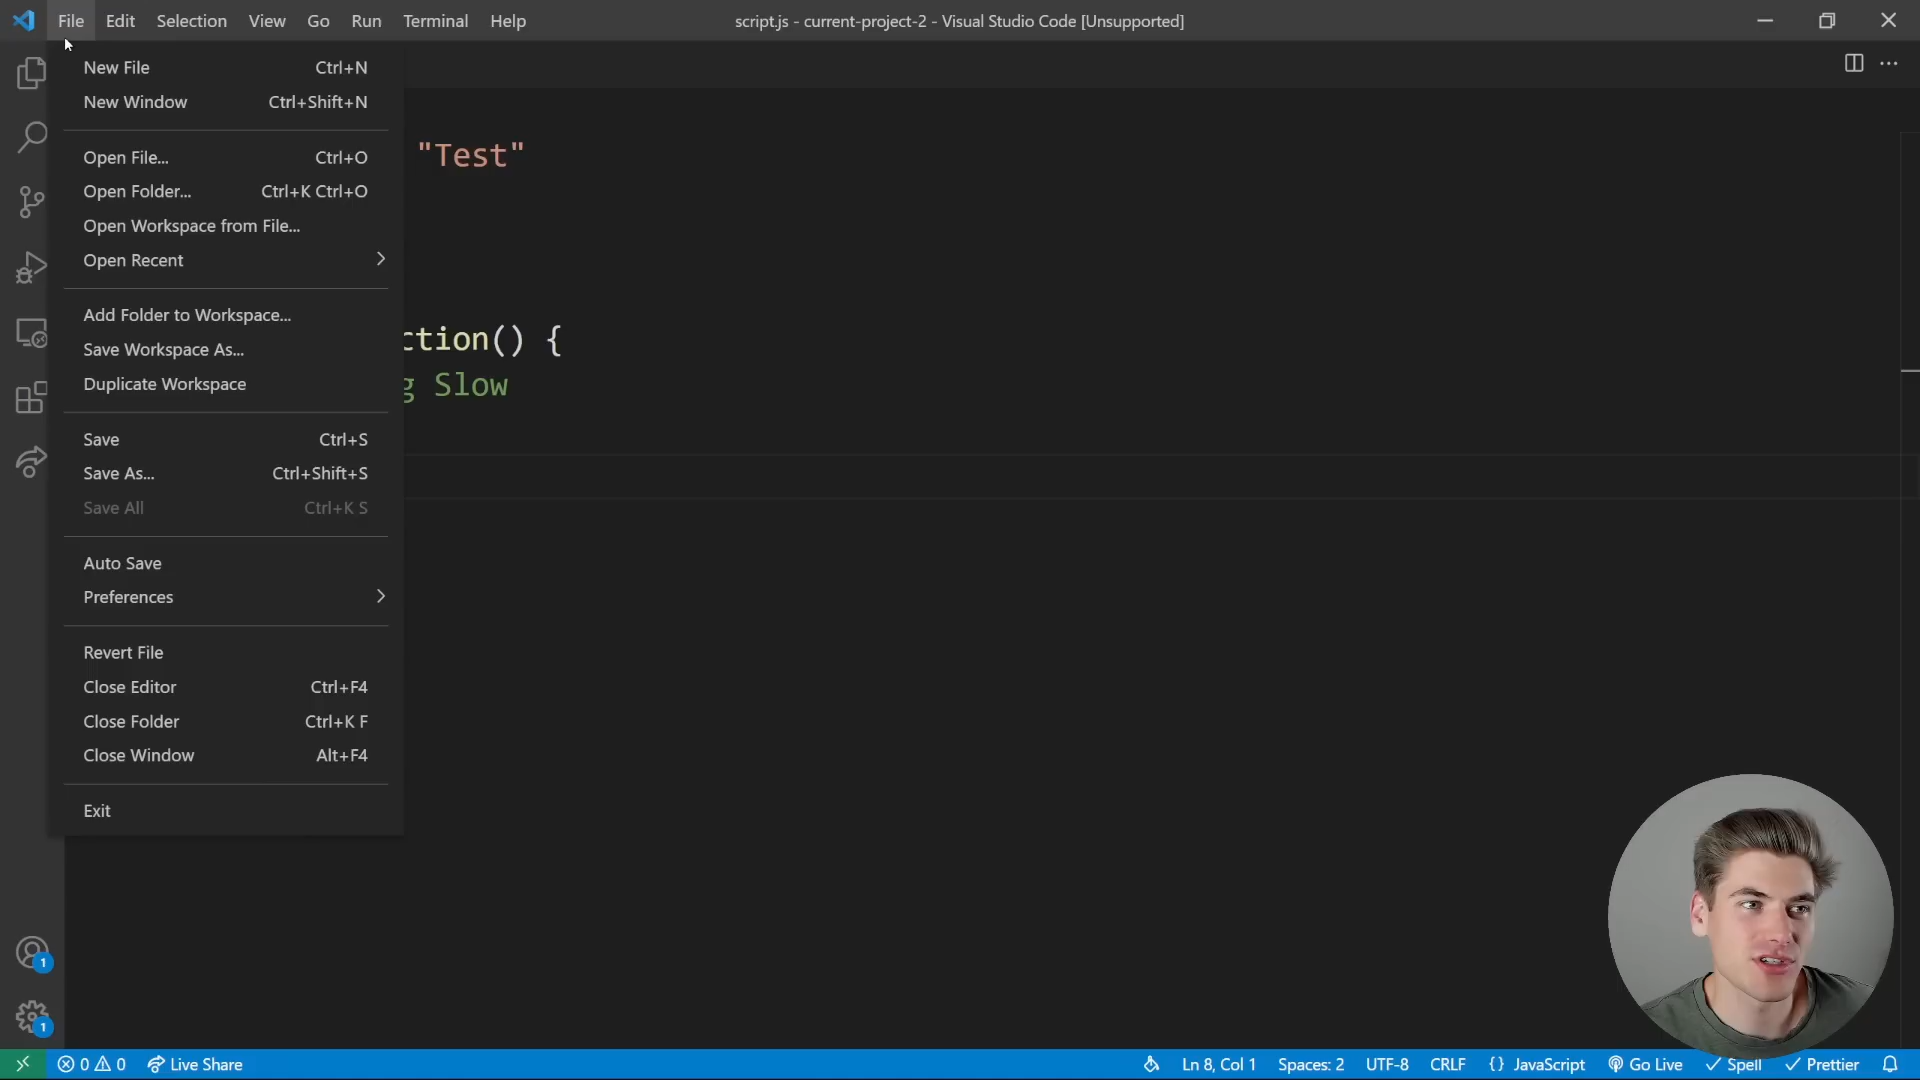 File Edit Selection View Go Run Terminal Help script.js - current-project-2 - Visual Studio Code [Unsupported]
New File Ctrl+N
New Window Ctrl+Shift+N
Open File... Ctrl+O
Open Folder... Ctrl+K Ctrl+O
Open Workspace from File...
Open Recent
Add Folder to Workspace...
Save Workspace As...
Duplicate Workspace
Save Ctrl+S
Save As... Ctrl+Shift+S
Save All Ctrl+K S
Auto Save
Preferences
Revert File
Close Editor Ctrl+F4
Close Folder Ctrl+K F
Close Window Alt+F4
Exit
"Test"
ction() {
g Slow
1
1
0 0 Live Share Ln 8, Col 1 Spaces: 2 UTF-8 CRLF {} JavaScript Go Live Spell Prettier